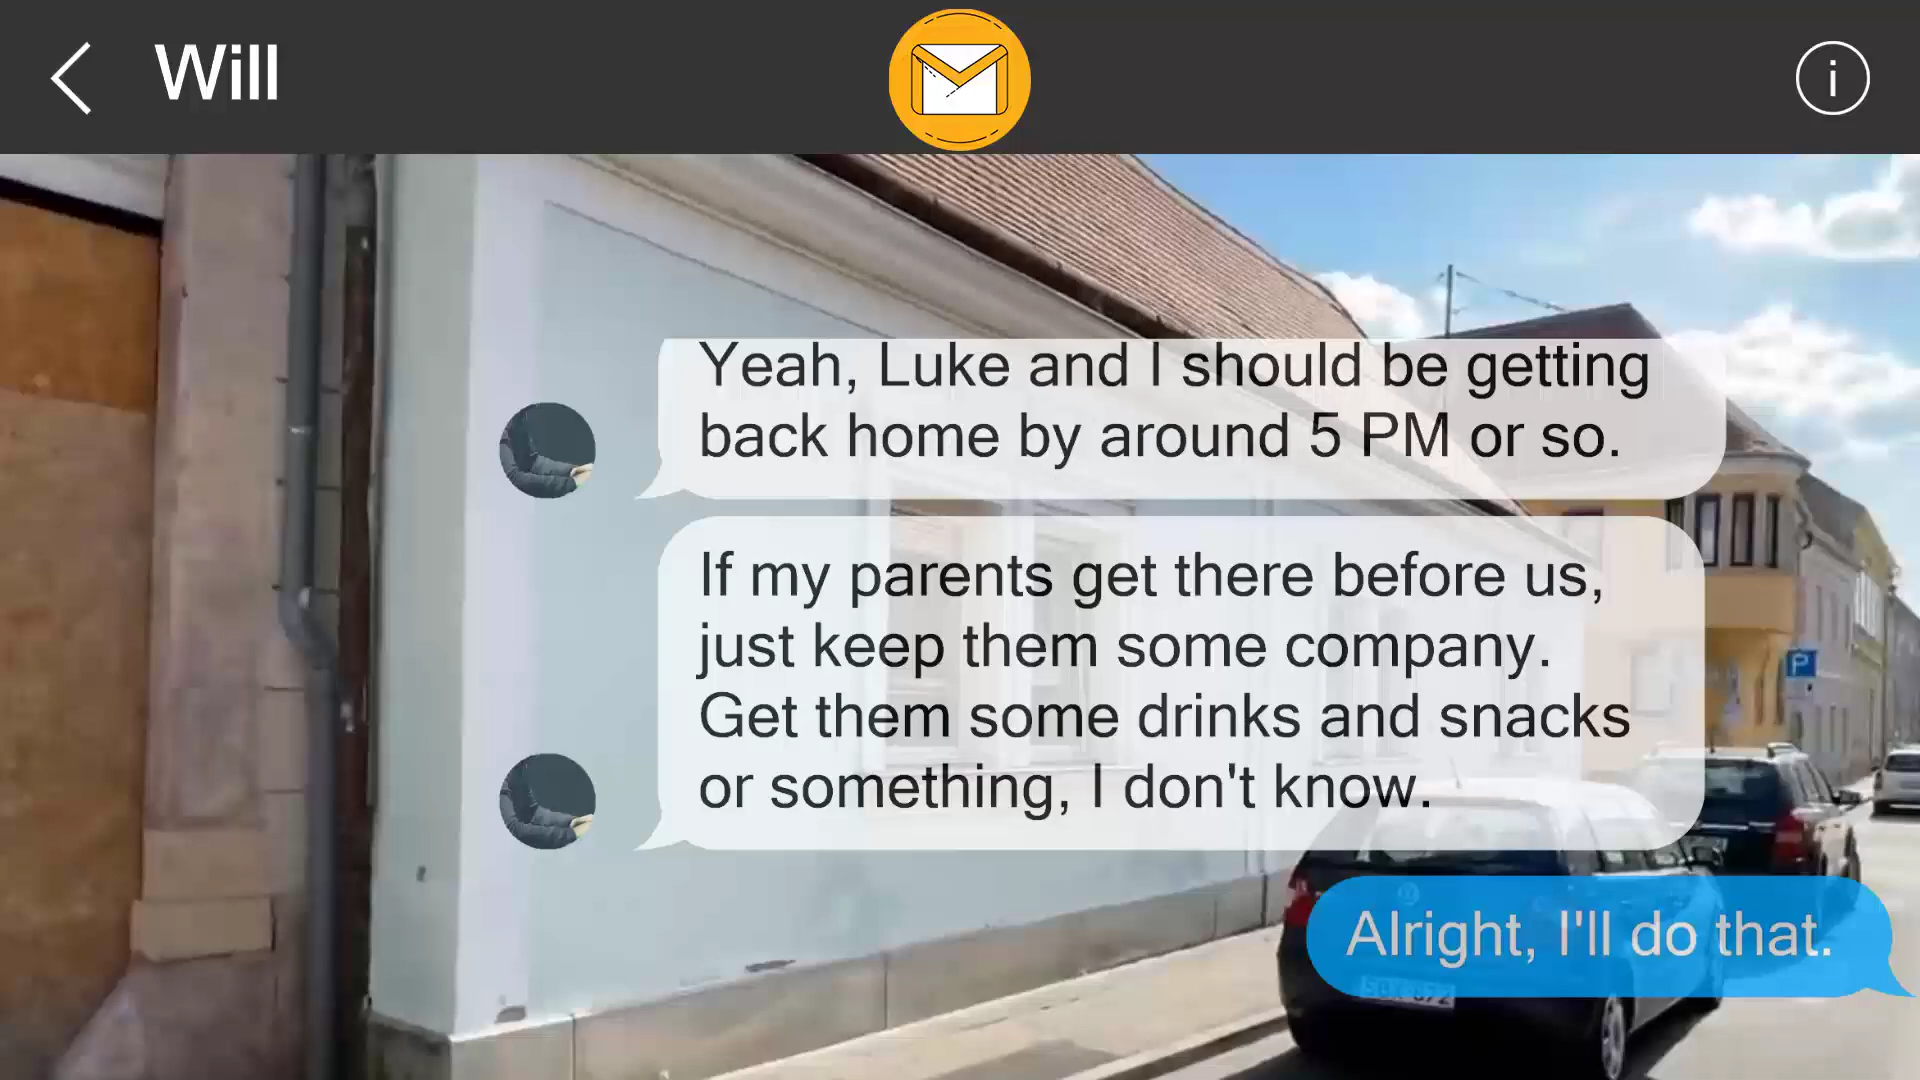 Will
Yeah, Luke and I should be getting
back home by around 5 PM or so.
If my parents get there before us,
just keep them some company.
Get them some drinks and snacks
or something, I don't know.
P
Alright, I'll do that.